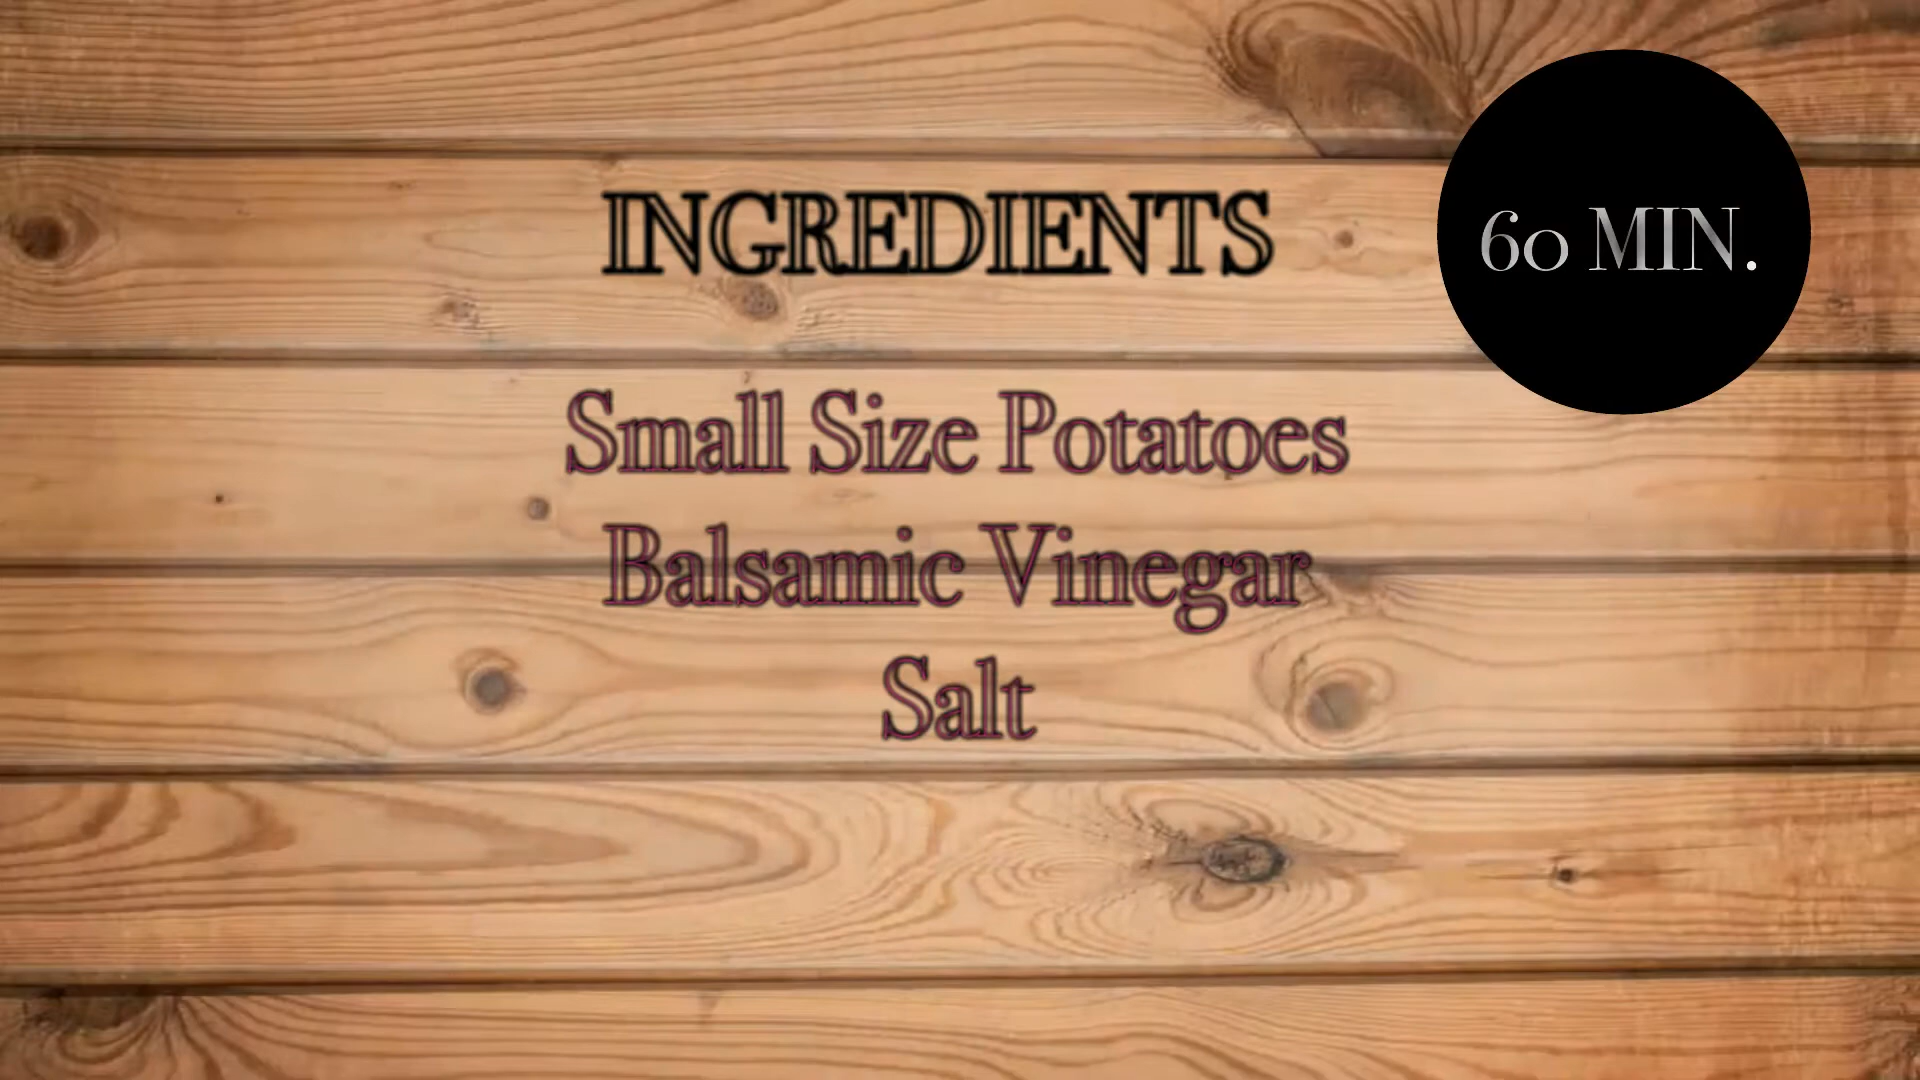 INGREDIENTS
60 MIN.
Small Size Potatoes
Balsamic Vinegar
Salt